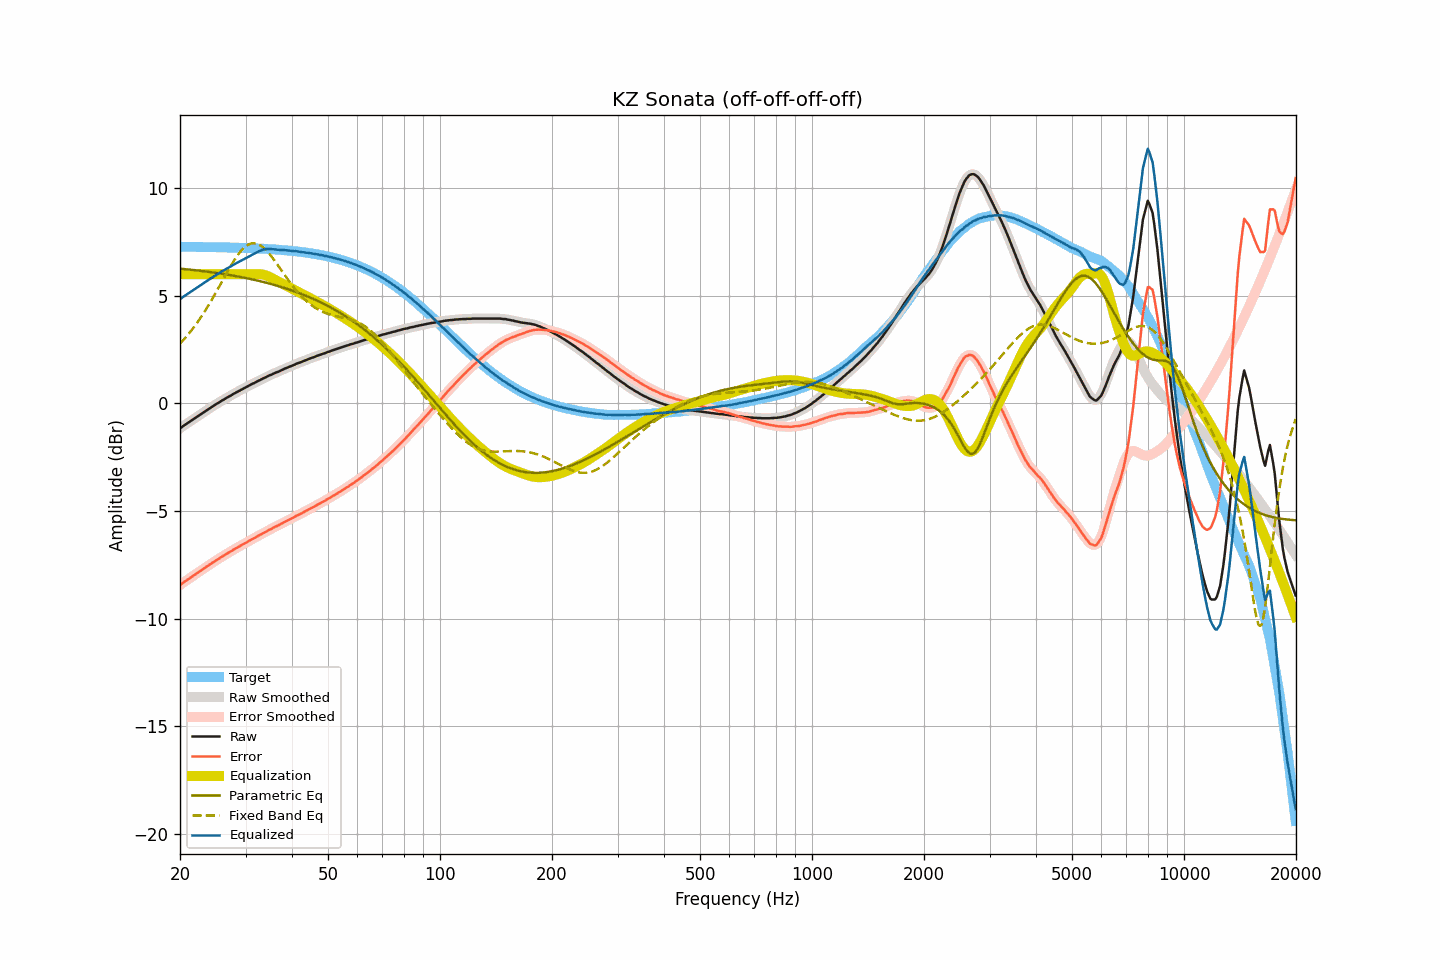 KZ Sonata (off-off-off-off)
10
5
0
−5
−10
−15
−20
Amplitude (dBr)
Target
Raw Smoothed
Error Smoothed
Raw
Error
Equalization
Parametric Eq
Fixed Band Eq
Equalized
20 50 100 200 500 1000 2000 5000 10000 20000
Frequency (Hz)